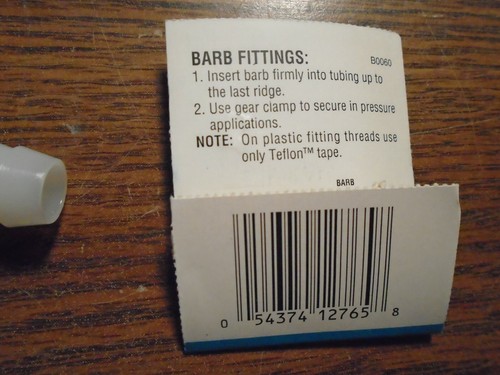 BARB FITTINGS: B0060
1. Insert barb firmly into tubing up to
the last ridge.
2. Use gear clamp to secure in pressure
applications.
NOTE: On plastic fitting threads use
only Teflon™ tape.
BARB
0 54374 12765 8